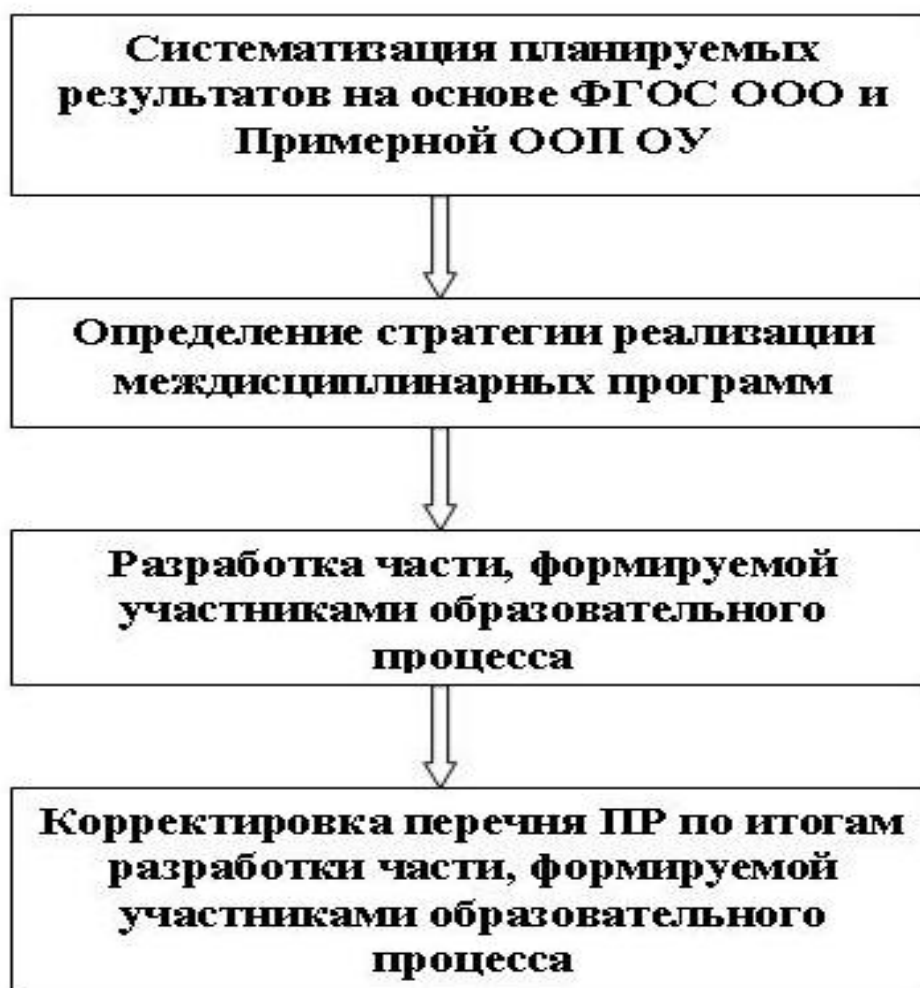 Систематизация планируемых
результатов на основе ФГОС ООО и
Примерной ООП ОУ
Определение стратегии реализации
междисциплинарных программ
Разработка части, формируемой
участниками образовательного
процесса
Корректировка перечня ПР по итогам
разработки части, формируемой
участниками образовательного
процесса